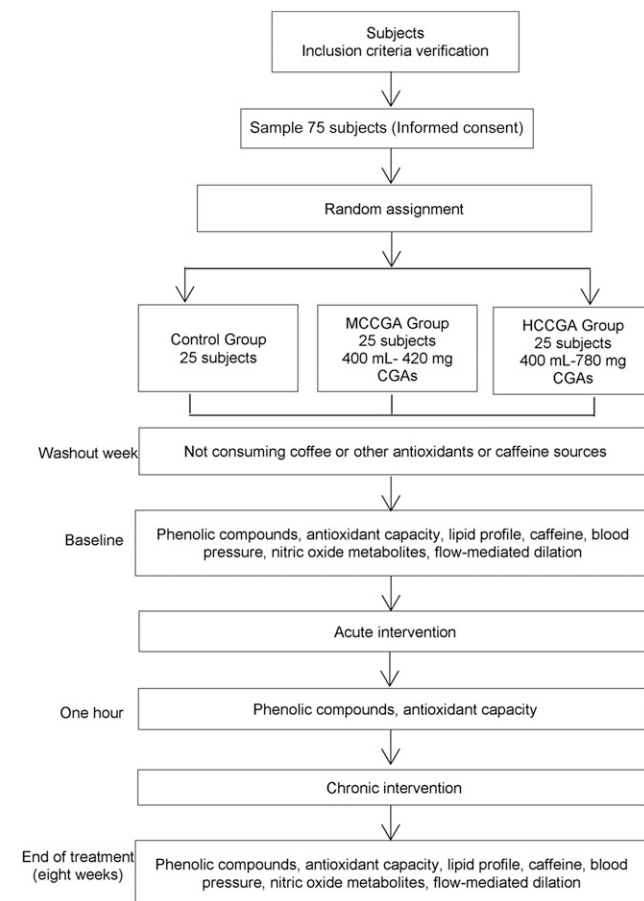 Subjects
Inclusion criteria verification
Sample 75 subjects (Informed consent)
Random assignment
Control Group
25 subjects
MCCGA Group
25 subjects
400 mL- 420 mg
CGAs
HCCGA Group
25 subjects
400 mL-780 mg
CGAs
Washout week
Not consuming coffee or other antioxidants or caffeine sources
Baseline
Phenolic compounds, antioxidant capacity, lipid profile, caffeine, blood
pressure, nitric oxide metabolites, flow-mediated dilation
Acute intervention
One hour
Phenolic compounds, antioxidant capacity
Chronic intervention
End of treatment
(eight weeks)
Phenolic compounds, antioxidant capacity, lipid profile, caffeine, blood
pressure, nitric oxide metabolites, flow-mediated dilation